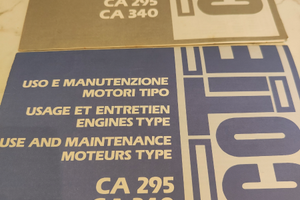 CA 295
CA 340
USO E MANUTENZIONE
MOTORI TIPO
USAGE ET ENTRETIEN
ENGINES TYPE
USE AND MAINTENANCE
MOTEURS TYPE
CA 295